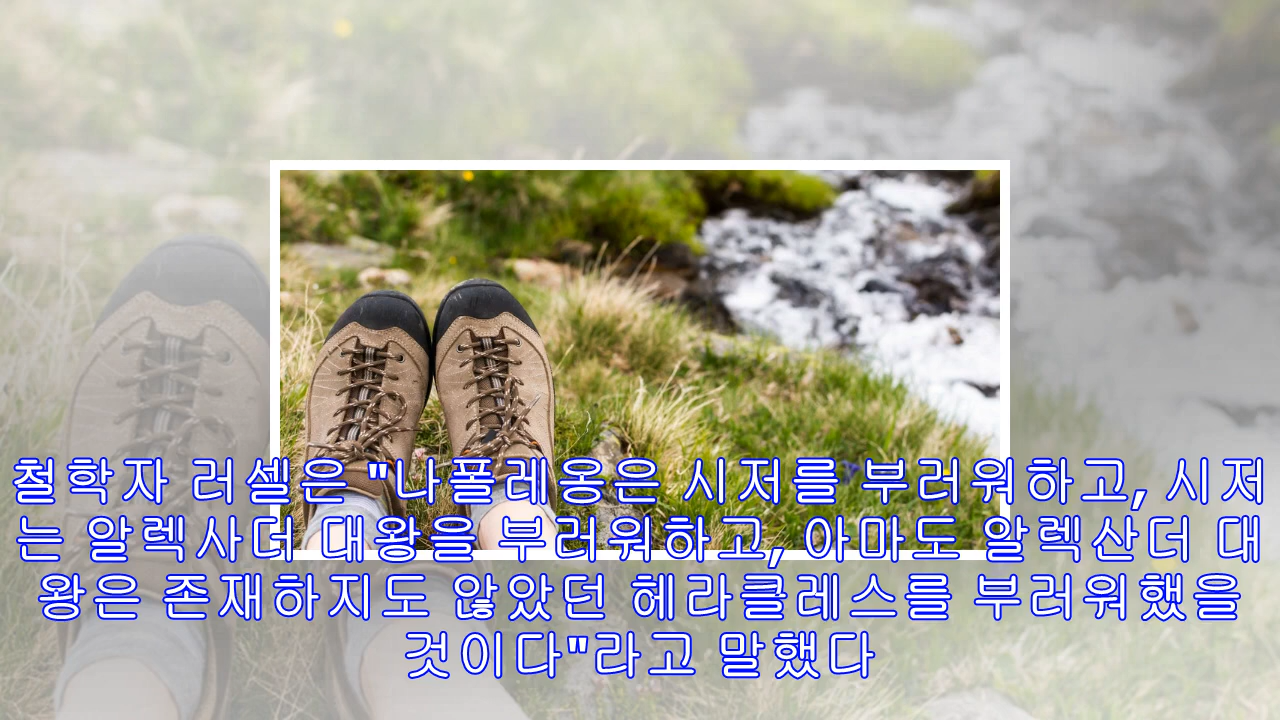 철학자 러셀은 "나폴레옹은 시저를 부러워하고, 시저
는 알렉사더 대왕을 부러워하고, 아마도 알렉산더 대
왕은 존재하지도 않았던 헤라클레스를 부러워했을
것이다"라고 말했다